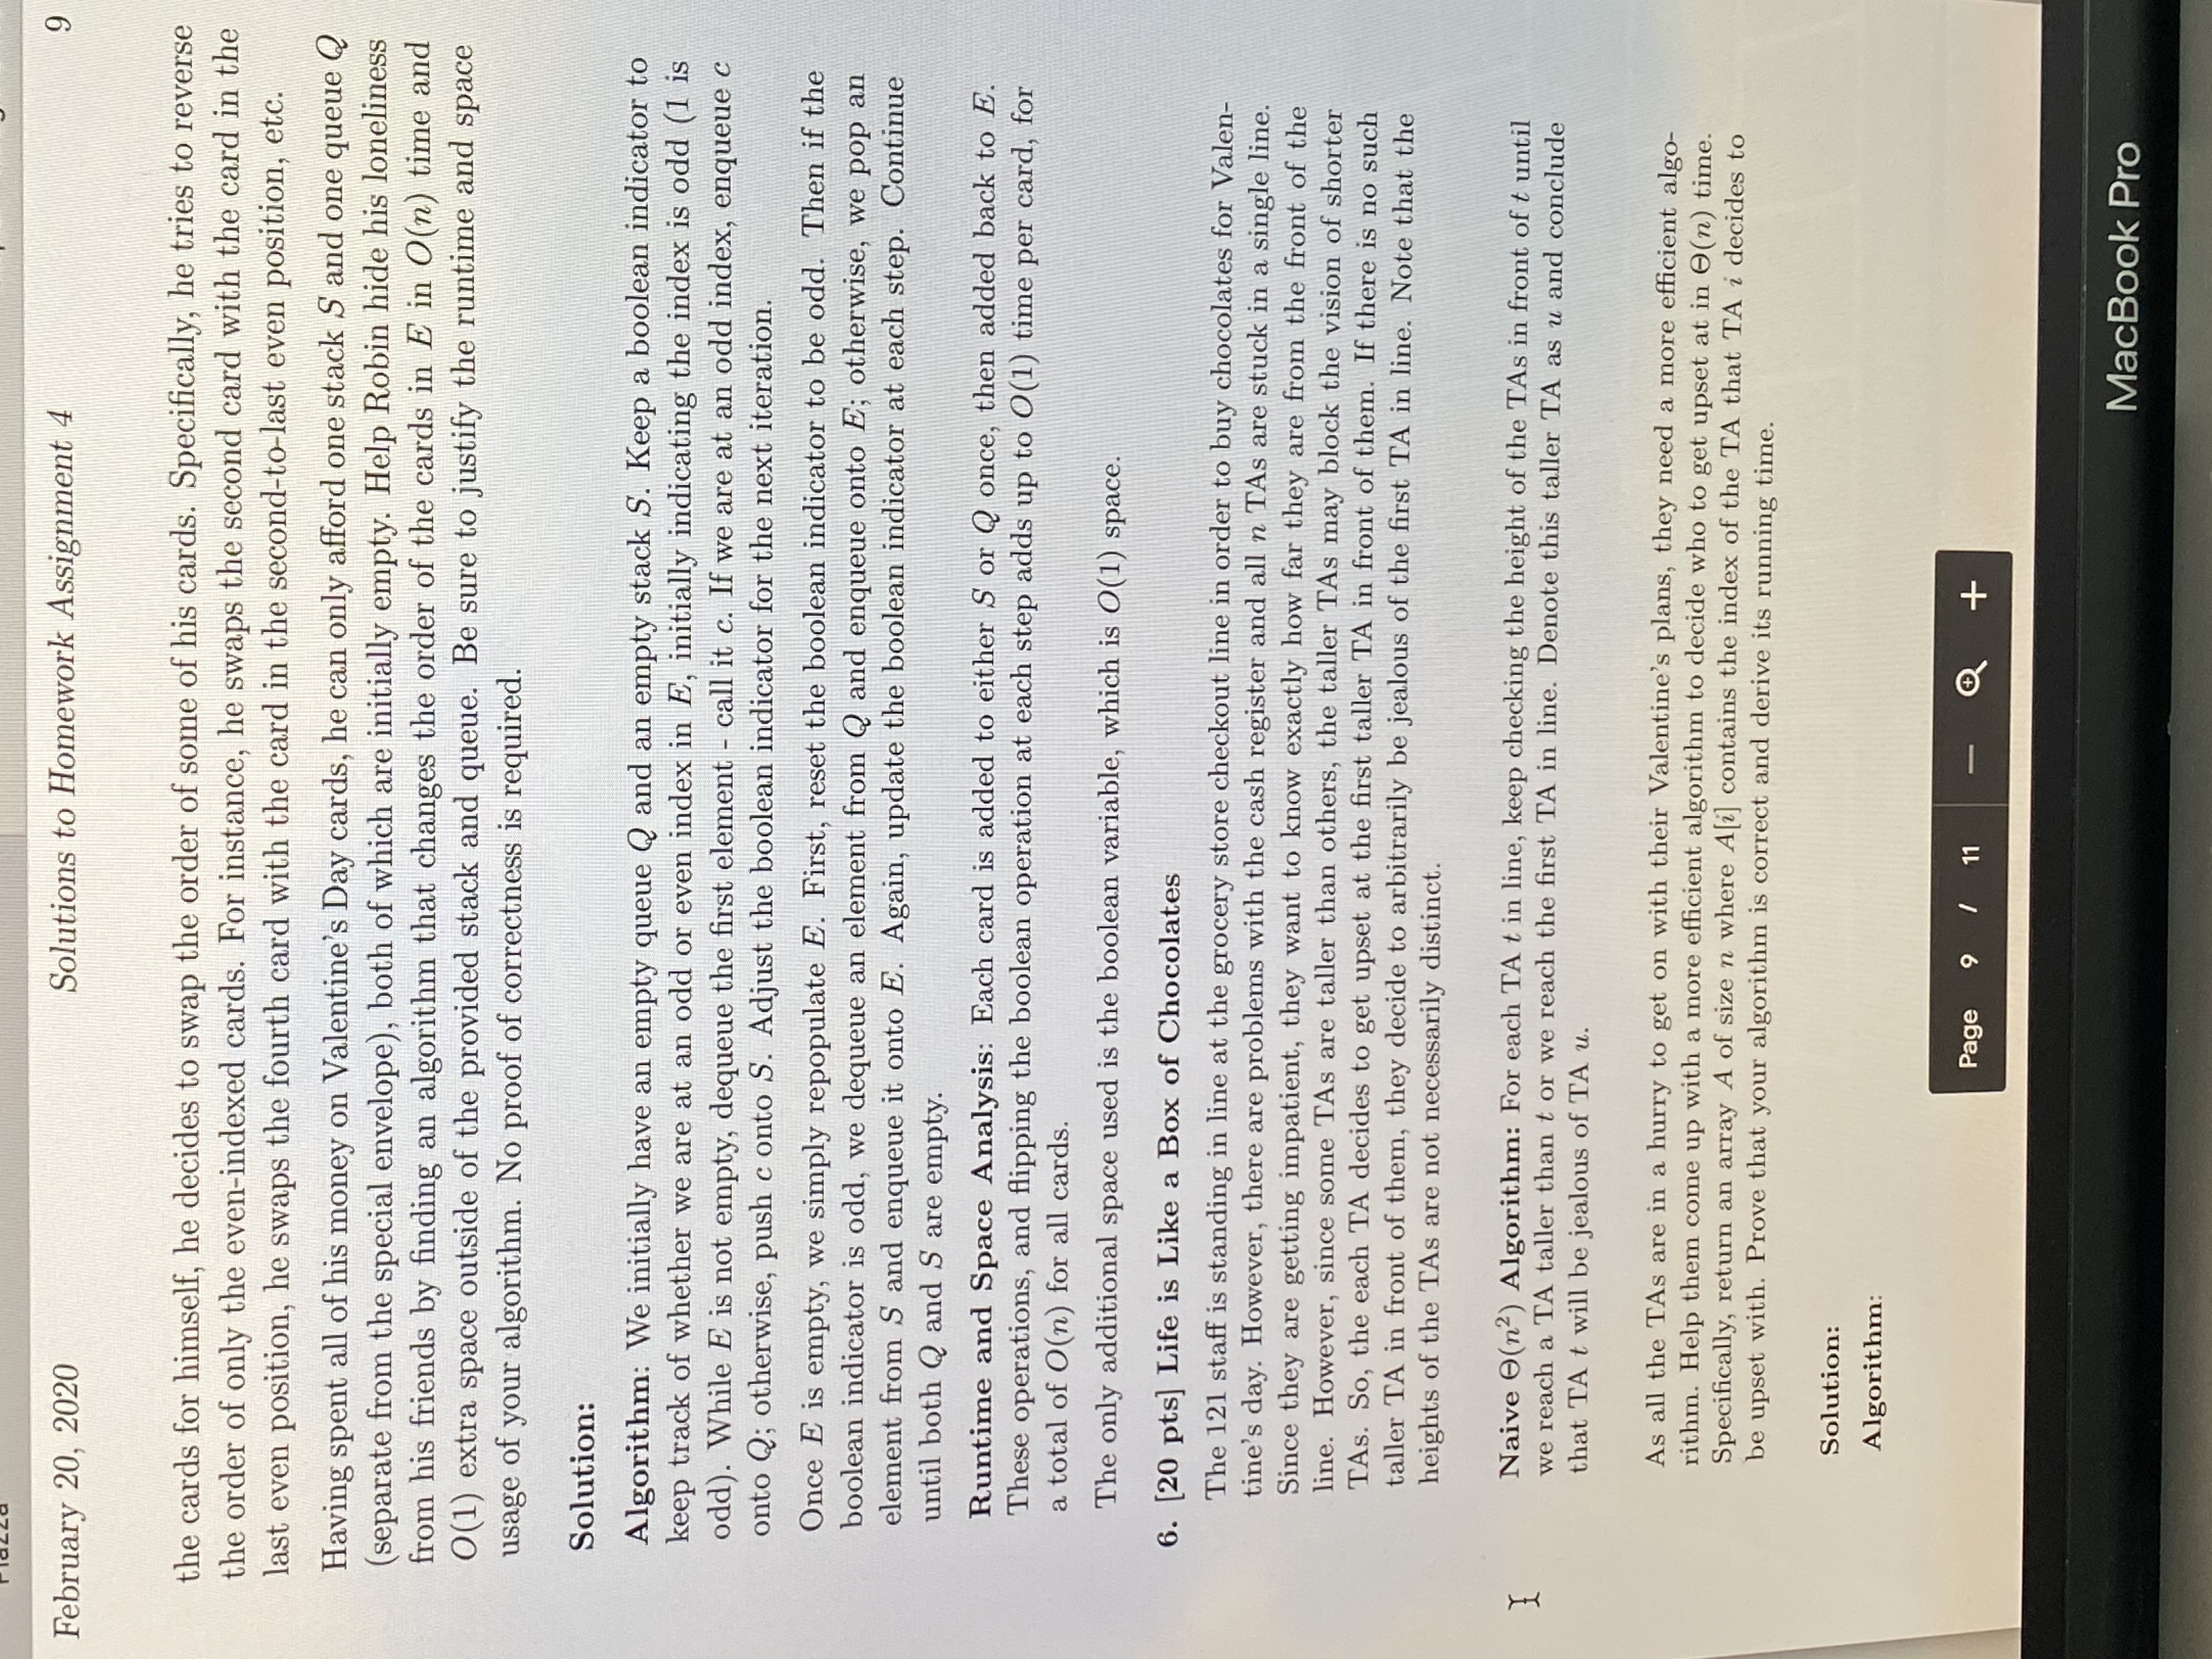 Piazza
February 20, 2020 Solutions to Homework Assignment 4 9
the cards for himself, he decides to swap the order of some of his cards. Specifically, he tries to reverse
the order of only the even-indexed cards. For instance, he swaps the second card with the card in the
last even position, he swaps the fourth card with the card in the second-to-last even position, etc.
Having spent all of his money on Valentine's Day cards, he can only afford one stack S and one queue Q
(separate from the special envelope), both of which are initially empty. Help Robin hide his loneliness
from his friends by finding an algorithm that changes the order of the cards in E in O(n) time and
O(1) extra space outside of the provided stack and queue. Be sure to justify the runtime and space
usage of your algorithm. No proof of correctness is required.
Solution:
Algorithm: We initially have an empty queue Q and an empty stack S. Keep a boolean indicator to
keep track of whether we are at an odd or even index in E, initially indicating the index is odd (1 is
odd). While E is not empty, dequeue the first element - call it c. If we are at an odd index, enqueue c
onto Q; otherwise, push c onto S. Adjust the boolean indicator for the next iteration.
Once E is empty, we simply repopulate E. First, reset the boolean indicator to be odd. Then if the
boolean indicator is odd, we dequeue an element from Q and enqueue onto E; otherwise, we pop an
element from S and enqueue it onto E. Again, update the boolean indicator at each step. Continue
until both Q and S are empty.
Runtime and Space Analysis: Each card is added to either S or Q once, then added back to E.
These operations, and flipping the boolean operation at each step adds up to O(1) time per card, for
a total of O(n) for all cards.
The only additional space used is the boolean variable, which is O(1) space.
6. [20 pts] Life is Like a Box of Chocolates
The 121 staff is standing in line at the grocery store checkout line in order to buy chocolates for Valen-
tine's day. However, there are problems with the cash register and all n TAs are stuck in a single line.
Since they are getting impatient, they want to know exactly how far they are from the front of the
line. However, since some TAs are taller than others, the taller TAs may block the vision of shorter
TAs. So, the each TA decides to get upset at the first taller TA in front of them. If there is no such
taller TA in front of them, they decide to arbitrarily be jealous of the first TA in line. Note that the
heights of the TAs are not necessarily distinct.
Naive Θ(n²) Algorithm: For each TA t in line, keep checking the height of the TAs in front of t until
we reach a TA taller than t or we reach the first TA in line. Denote this taller TA as u and conclude
that TA t will be jealous of TA u.
As all the TAs are in a hurry to get on with their Valentine's plans, they need a more efficient algo-
rithm. Help them come up with a more efficient algorithm to decide who to get upset at in Θ(n) time.
Specifically, return an array A of size n where A[i] contains the index of the TA that TA i decides to
be upset with. Prove that your algorithm is correct and derive its running time.
Solution:
Algorithm:
Page 9 / 11
MacBook Pro